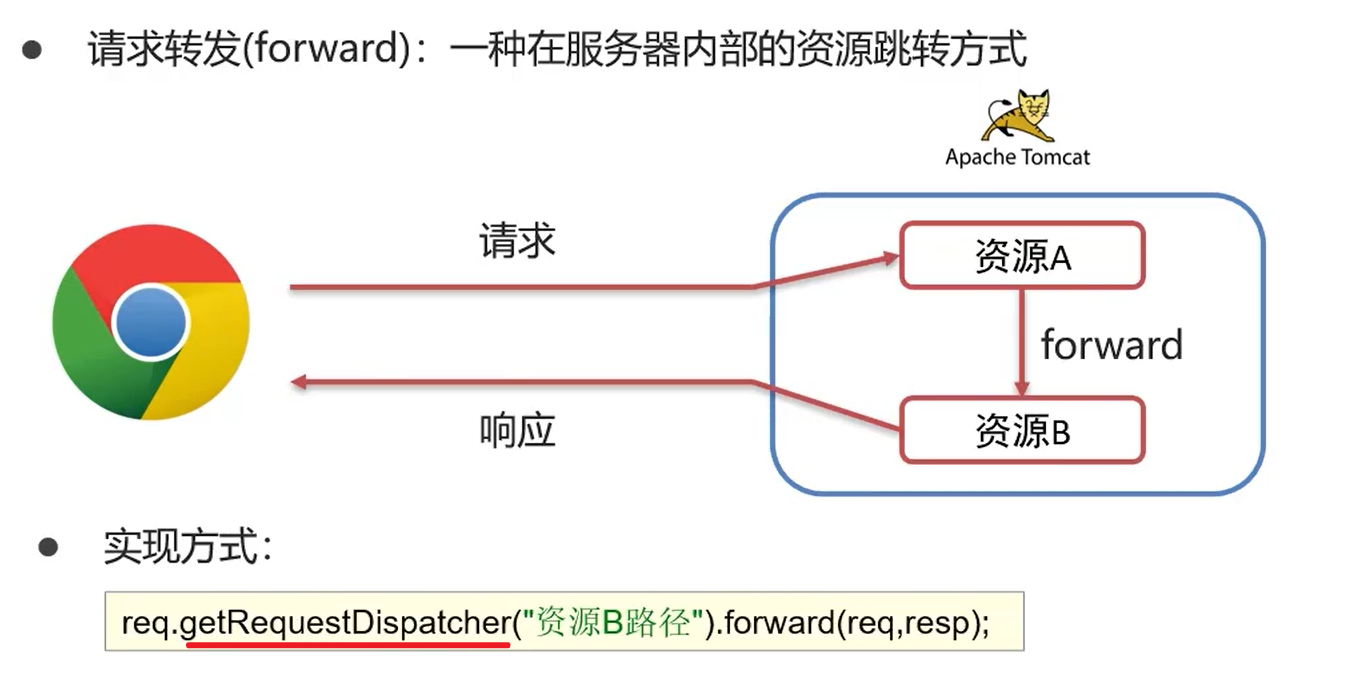 ● 请求转发(forward)：一种在服务器内部的资源跳转方式
Apache Tomcat
请求
资源A
forward
响应
资源B
● 实现方式：
req.getRequestDispatcher("资源B路径").forward(req,resp);